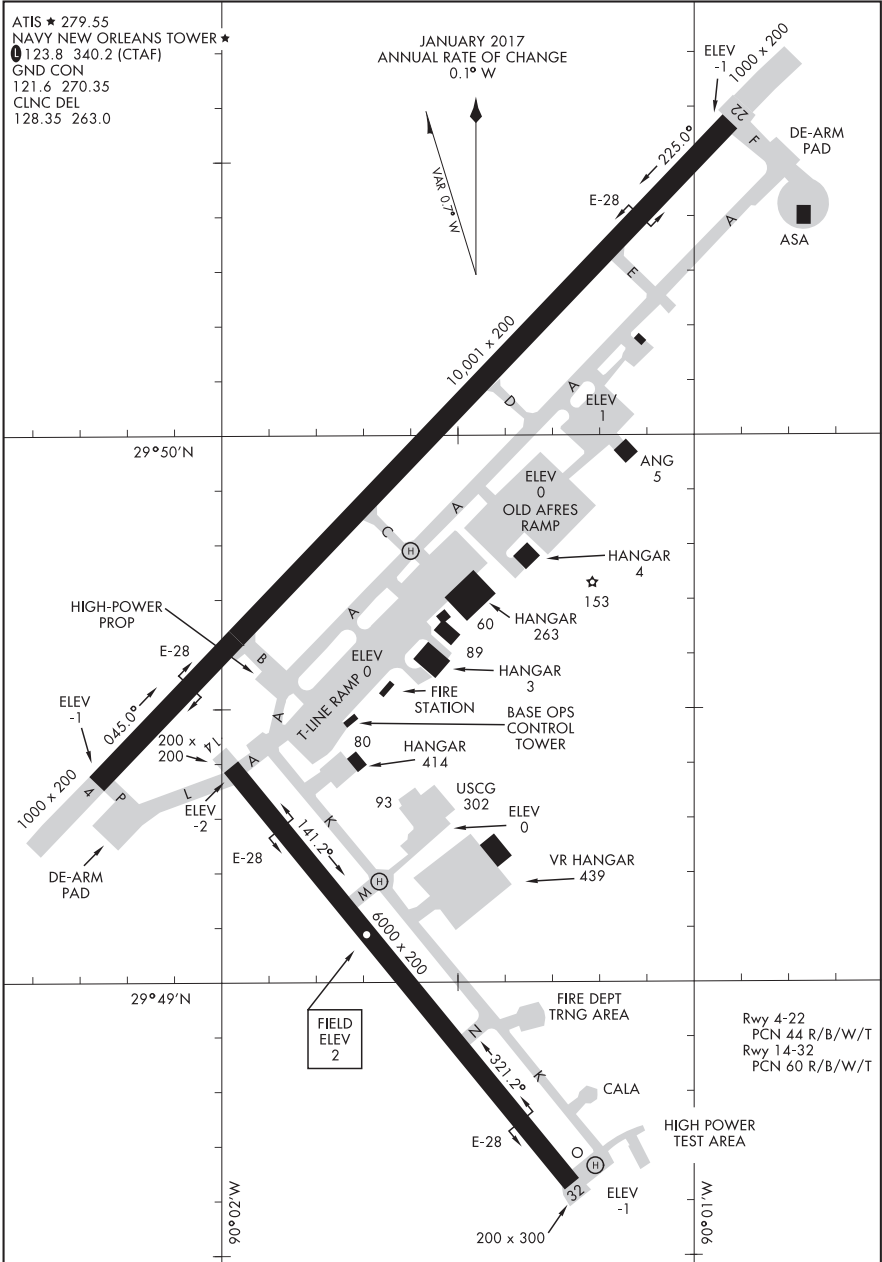 ATIS ★ 279.55
NAVY NEW ORLEANS TOWER ★
L 123.8 340.2 (CTAF)
GND CON
121.6 270.35
CLNC DEL
128.35 263.0
JANUARY 2017
ANNUAL RATE OF CHANGE
0.1° W
VAR 0.7° W
ELEV
-1
1000 x 200
22
F
DE-ARM
PAD
225.0°
E-28
A
ASA
E
10,001 x 200
D
A
ELEV
1
29°50'N
ANG
5
ELEV
0
OLD AFRES
RAMP
A
C
H
HANGAR
4
153
HIGH-POWER
PROP
A
60
HANGAR
263
E-28
B
ELEV
0
89
HANGAR
3
T-LINE RAMP
FIRE
STATION
ELEV
-1
045.0°
A
BASE OPS
CONTROL
TOWER
200 x
200
14
80
HANGAR
414
A
1000 x 200
4
P
L
ELEV
-2
93
USCG
302
K
ELEV
0
141.2°
E-28
DE-ARM
PAD
VR HANGAR
439
M
H
6000 x 200
29°49'N
FIELD
ELEV
2
FIRE DEPT
TRNG AREA
Rwy 4-22
PCN 44 R/B/W/T
Rwy 14-32
PCN 60 R/B/W/T
N
321.2°
K
CALA
E-28
HIGH POWER
TEST AREA
H
32
ELEV
-1
200 x 300
90°02'W
90°01'W